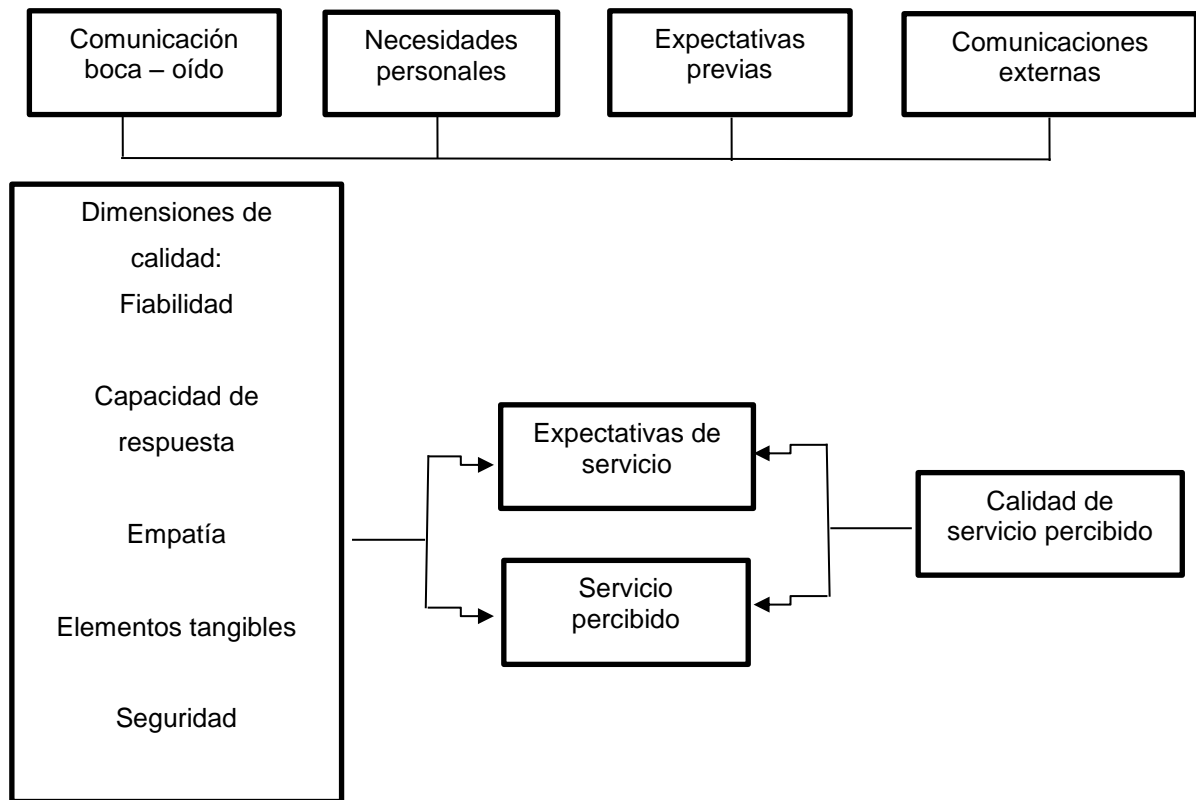 Comunicación
boca – oído
Necesidades
personales
Expectativas
previas
Comunicaciones
externas
Dimensiones de
calidad:
Fiabilidad
Capacidad de
respuesta
Empatía
Elementos tangibles
Seguridad
Expectativas de
servicio
Servicio
percibido
Calidad de
servicio percibido